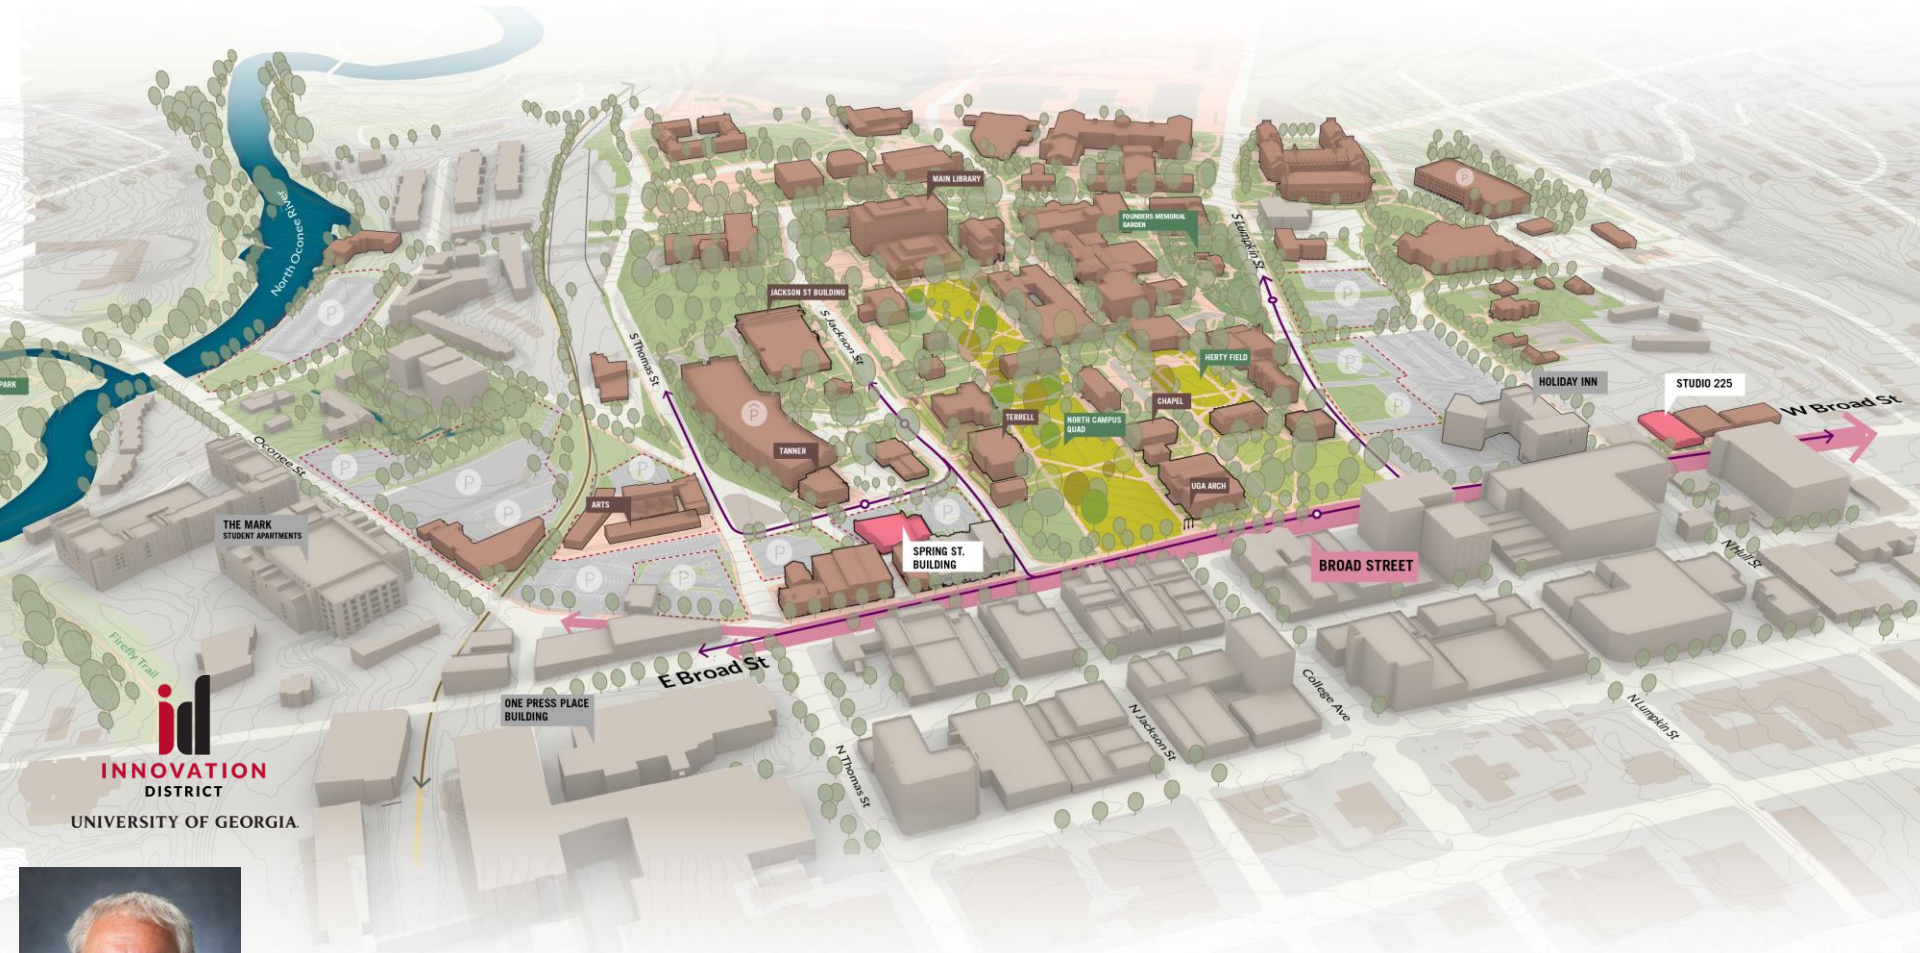 North Oconee River
MAIN LIBRARY
FOUNDERS MEMORIAL
GARDEN
S Lumpkin St
P
P
JACKSON ST BUILDING
S Jackson St
S Thomas St
P
P
PARK
HERTY FIELD
HOLIDAY INN
STUDIO 225
W Broad St
CHAPEL
P
P
TERRELL
NORTH CAMPUS
QUAD
TANNER
Oconee St
P
P
P
P
ARTS
UGA ARCH
P
P
THE MARK
STUDENT APARTMENTS
P
SPRING ST.
BUILDING
BROAD STREET
N Hull St
P
P
Firefly Trail
E Broad St
id
INNOVATION
DISTRICT
UNIVERSITY OF GEORGIA.
ONE PRESS PLACE
BUILDING
N Thomas St
N Jackson St
College Ave
N Lumpkin St